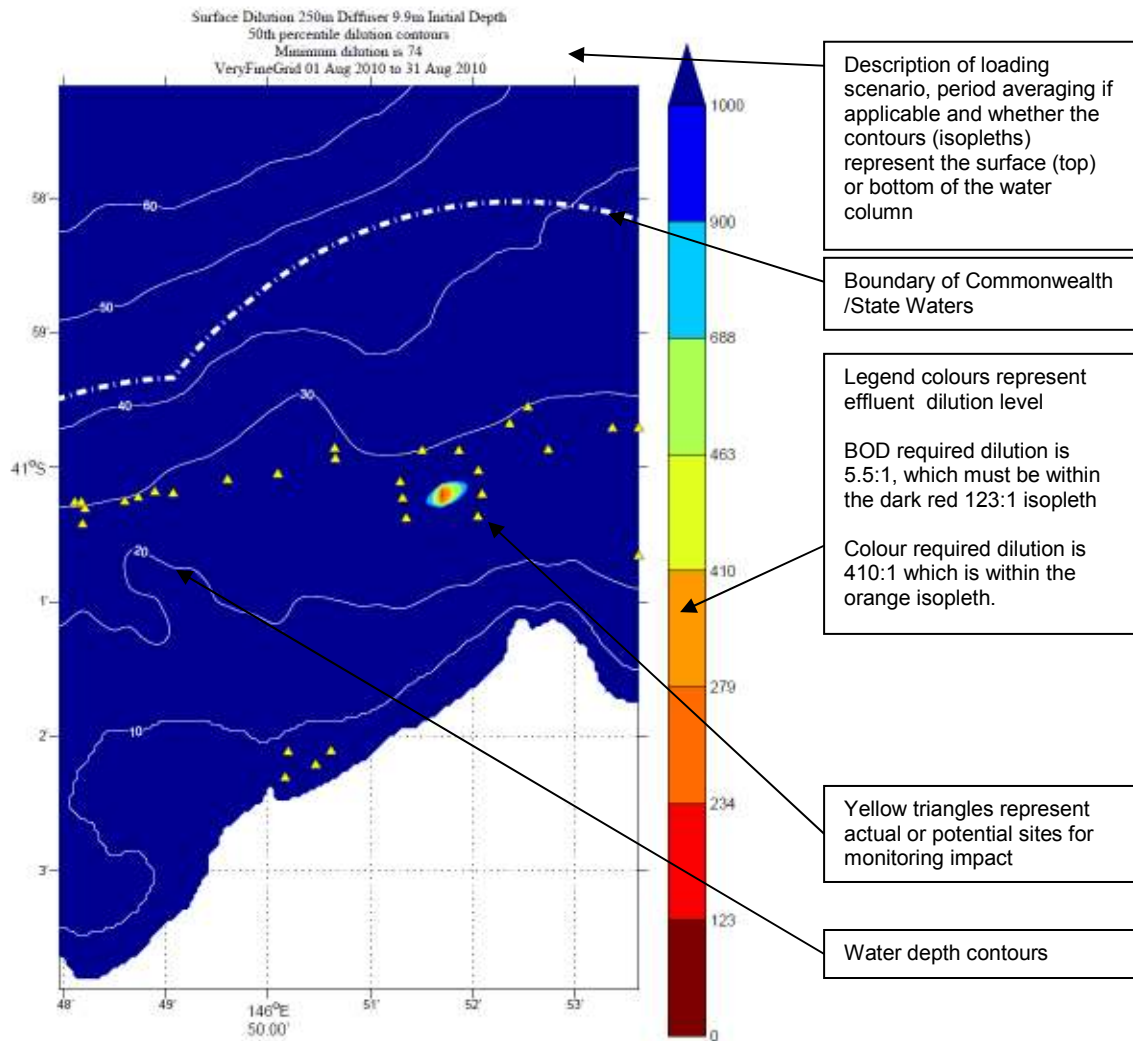 Surface Dilution 250m Diffuser 9.9m Initial Depth
50th percentile dilution contours
Minimum dilution is 74
VeryFineGrid 01 Aug 2010 to 31 Aug 2010
58'
59'
41°S
1'
2'
3'
48'
49'
146°E
50.00'
51'
52'
53'
60
50
40
30
20
10
1000
900
688
463
410
279
234
123
0
Description of loading
scenario, period averaging if
applicable and whether the
contours (isopleths)
represent the surface (top)
or bottom of the water
column
Boundary of Commonwealth
/State Waters
Legend colours represent
effluent dilution level
BOD required dilution is
5.5:1, which must be within
the dark red 123:1 isopleth
Colour required dilution is
410:1 which is within the
orange isopleth.
Yellow triangles represent
actual or potential sites for
monitoring impact
Water depth contours